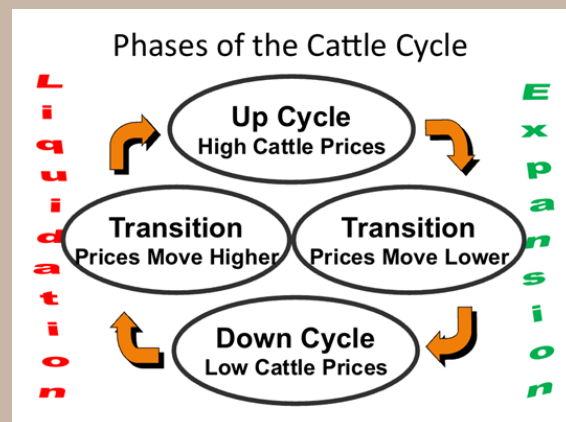 Phases of the Cattle Cycle
Liquidation
Up Cycle
High Cattle Prices
Expansion
Transition
Prices Move Higher
Transition
Prices Move Lower
Down Cycle
Low Cattle Prices